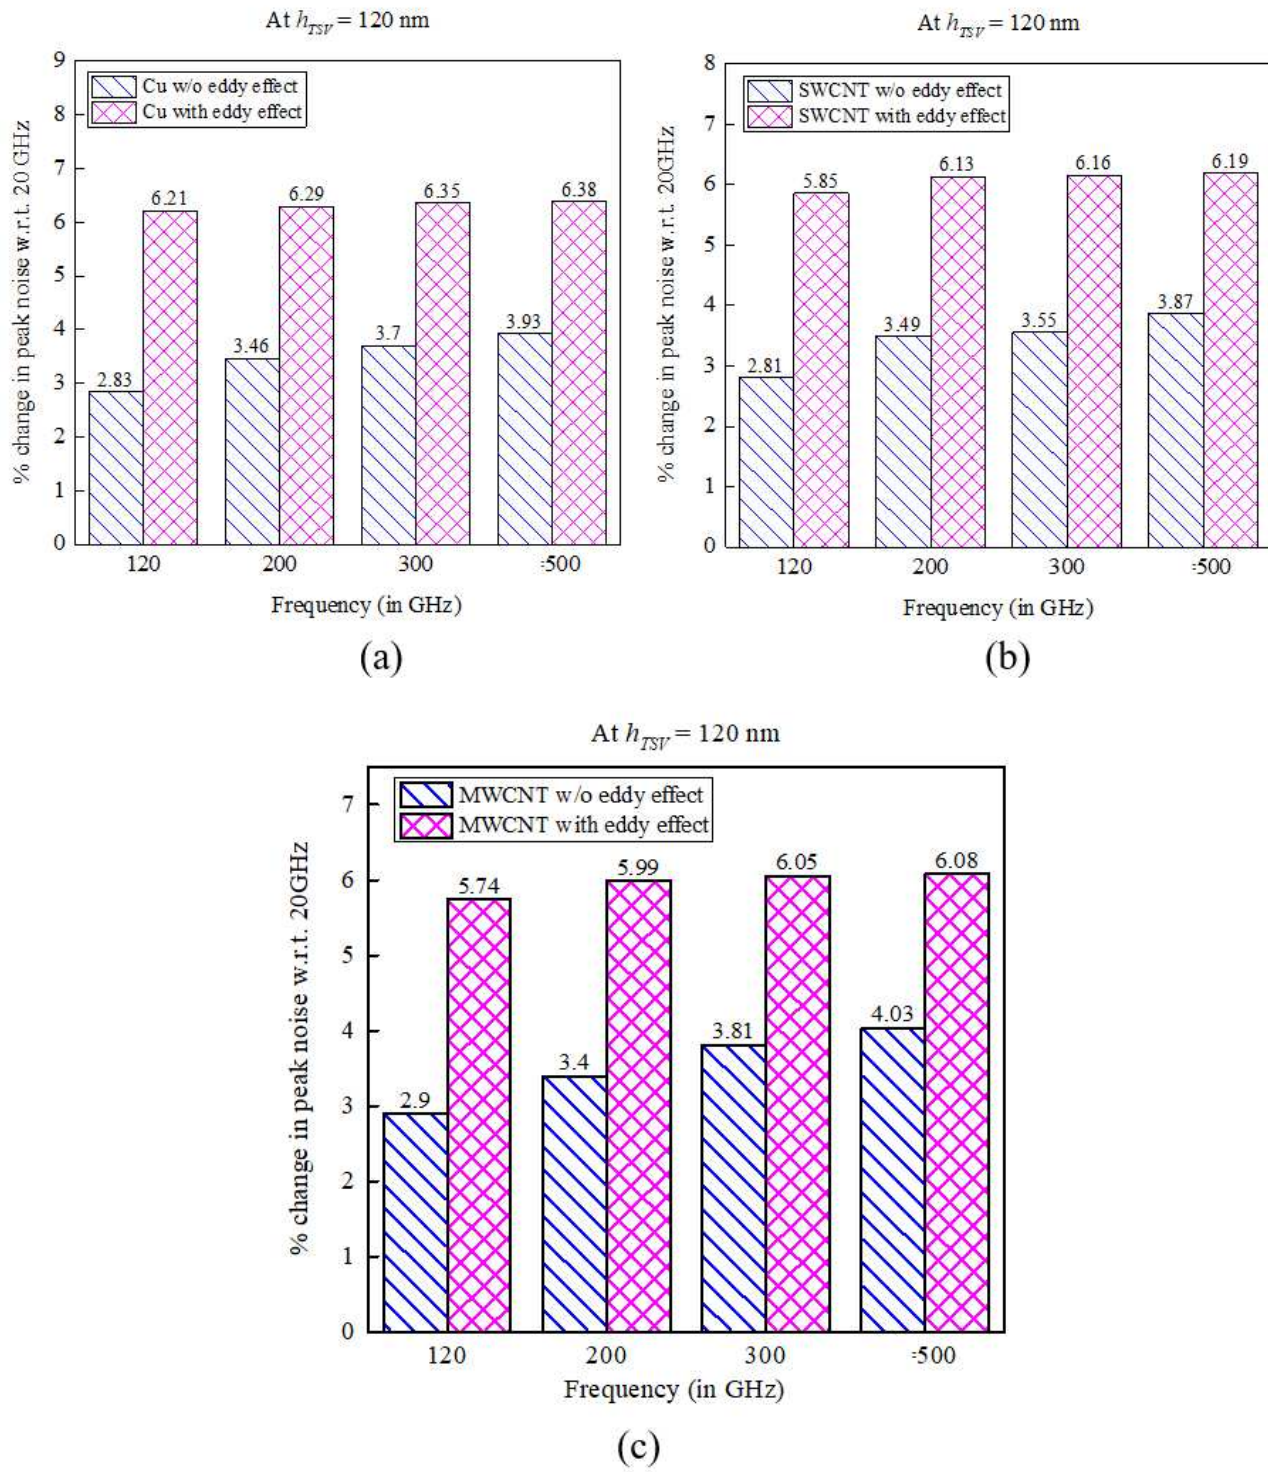 At h_TSV = 120 nm
% change in peak noise w.r.t. 20 GHz
9
8
7
6
5
4
3
2
1
0
Cu w/o eddy effect
Cu with eddy effect
2.83
6.21
3.46
6.29
3.7
6.35
3.93
6.38
120 200 300 500
Frequency (in GHz)
(a)
At h_TSV = 120 nm
% change in peak noise w.r.t. 20GHz
8
7
6
5
4
3
2
1
0
SWCNT w/o eddy effect
SWCNT with eddy effect
2.81
5.85
3.49
6.13
3.55
6.16
3.87
6.19
120 200 300 500
Frequency (in GHz)
(b)
At h_TSV = 120 nm
% change in peak noise w.r.t. 20GHz
7
6
5
4
3
2
1
0
MWCNT w/o eddy effect
MWCNT with eddy effect
2.9
5.74
3.4
5.99
3.81
6.05
4.03
6.08
120 200 300 500
Frequency (in GHz)
(c)